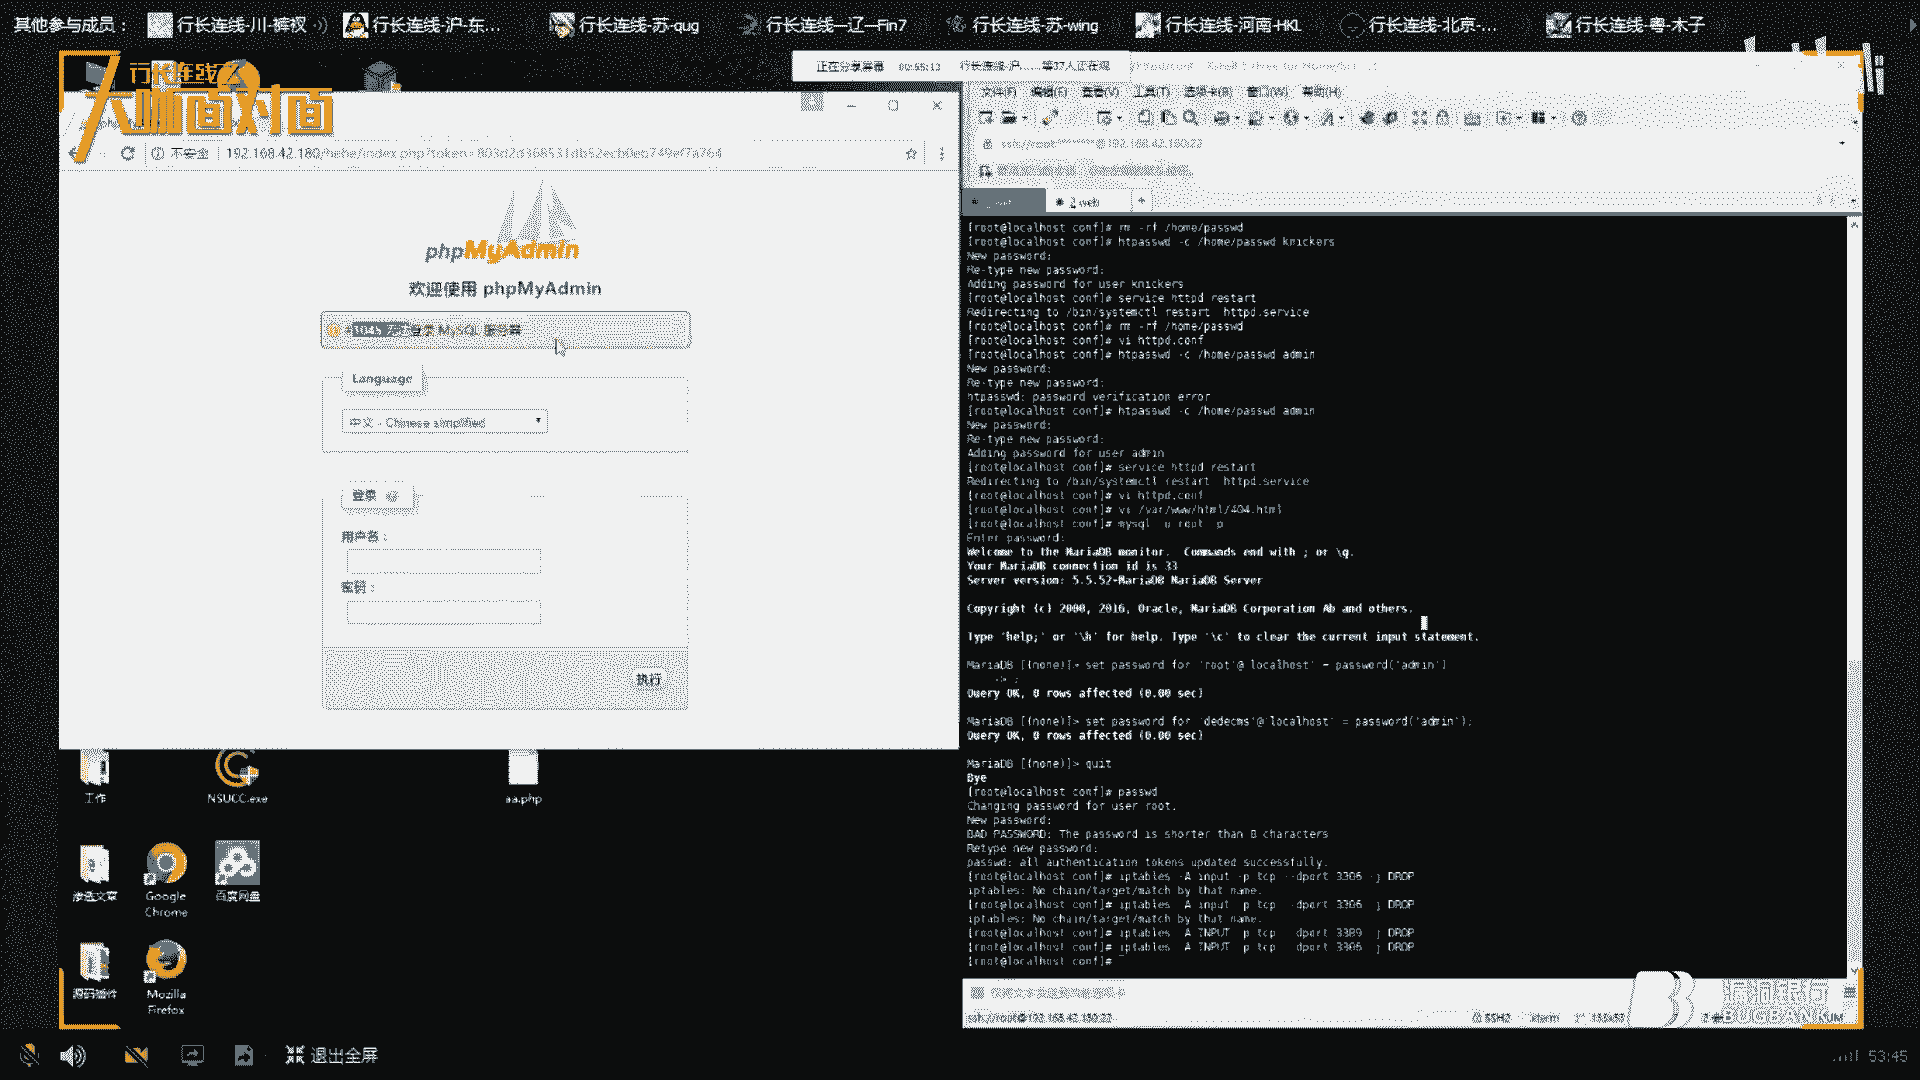 其他参与成员：
行长连线-川-裤衩
行长连线-沪-东...
行长连线-苏-qug
行长连线—辽—Fin7
行长连线-苏-wing
行长连线-河南-HKL
行长连线-北京-...
行长连线-粤-木子
行长连线
大咖面对面
正在分享屏幕 00:55:13 行长连线-沪......等37人正在观
文件(F) 编辑(E) 查看(V) 工具(T) 选项卡(B) 窗口(W) 帮助(H)
不安全
2 web
phpMyAdmin
欢迎使用 phpMyAdmin
#1045 无法登录 MySQL 服务器
Language
中文 - Chinese simplified
登录
用户名：
密码：
执行
工作
NSUCC.exe
aa.php
渗透文章
Google Chrome
百度网盘
源码插件
Mozilla Firefox
[root@localhost conf]# rm -rf /home/passwd
[root@localhost conf]# htpasswd -c /home/passwd knickers
New password:
Re-type new password:
Adding password for user knickers
[root@localhost conf]# service httpd restart
Redirecting to /bin/systemctl restart  httpd.service
[root@localhost conf]# rm -rf /home/passwd
[root@localhost conf]# vi httpd.conf
[root@localhost conf]# htpasswd -c /home/passwd admin
New password:
Re-type new password:
htpasswd: password verification error
[root@localhost conf]# htpasswd -c /home/passwd admin
New password:
Re-type new password:
Adding password for user admin
[root@localhost conf]# service httpd restart
Redirecting to /bin/systemctl restart  httpd.service
[root@localhost conf]# vi httpd.conf
[root@localhost conf]# vi /var/www/html/404.html
[root@localhost conf]# mysql -u root -p
Enter password:
Welcome to the MariaDB monitor.  Commands end with ; or \g.
Your MariaDB connection id is 33
Server version: 5.5.52-MariaDB MariaDB Server
Copyright (c) 2000, 2016, Oracle, MariaDB Corporation Ab and others.
Type 'help;' or '\h' for help. Type '\c' to clear the current input statement.
MariaDB [(none)]> set password for 'root'@'localhost' = password('admin')
-> ;
Query OK, 0 rows affected (0.00 sec)
MariaDB [(none)]> set password for 'dedecms'@'localhost' = password('admin');
Query OK, 0 rows affected (0.00 sec)
MariaDB [(none)]> quit
Bye
[root@localhost conf]# passwd
Changing password for user root.
New password:
BAD PASSWORD: The password is shorter than 8 characters
Retype new password:
passwd: all authentication tokens updated successfully.
[root@localhost conf]# iptables -A input -p tcp --dport 3306 -j DROP
iptables: No chain/target/match by that name.
[root@localhost conf]# iptables -A input -p tcp --dport 3306 -j DROP
iptables: No chain/target/match by that name.
[root@localhost conf]# iptables -A INPUT -p tcp --dport 3389 -j DROP
[root@localhost conf]# iptables -A INPUT -p tcp --dport 3306 -j DROP
[root@localhost conf]#
ssh://root@192.168.42.180:22
SSH2
xterm
漏洞银行
BUGBANK
退出全屏
53:45